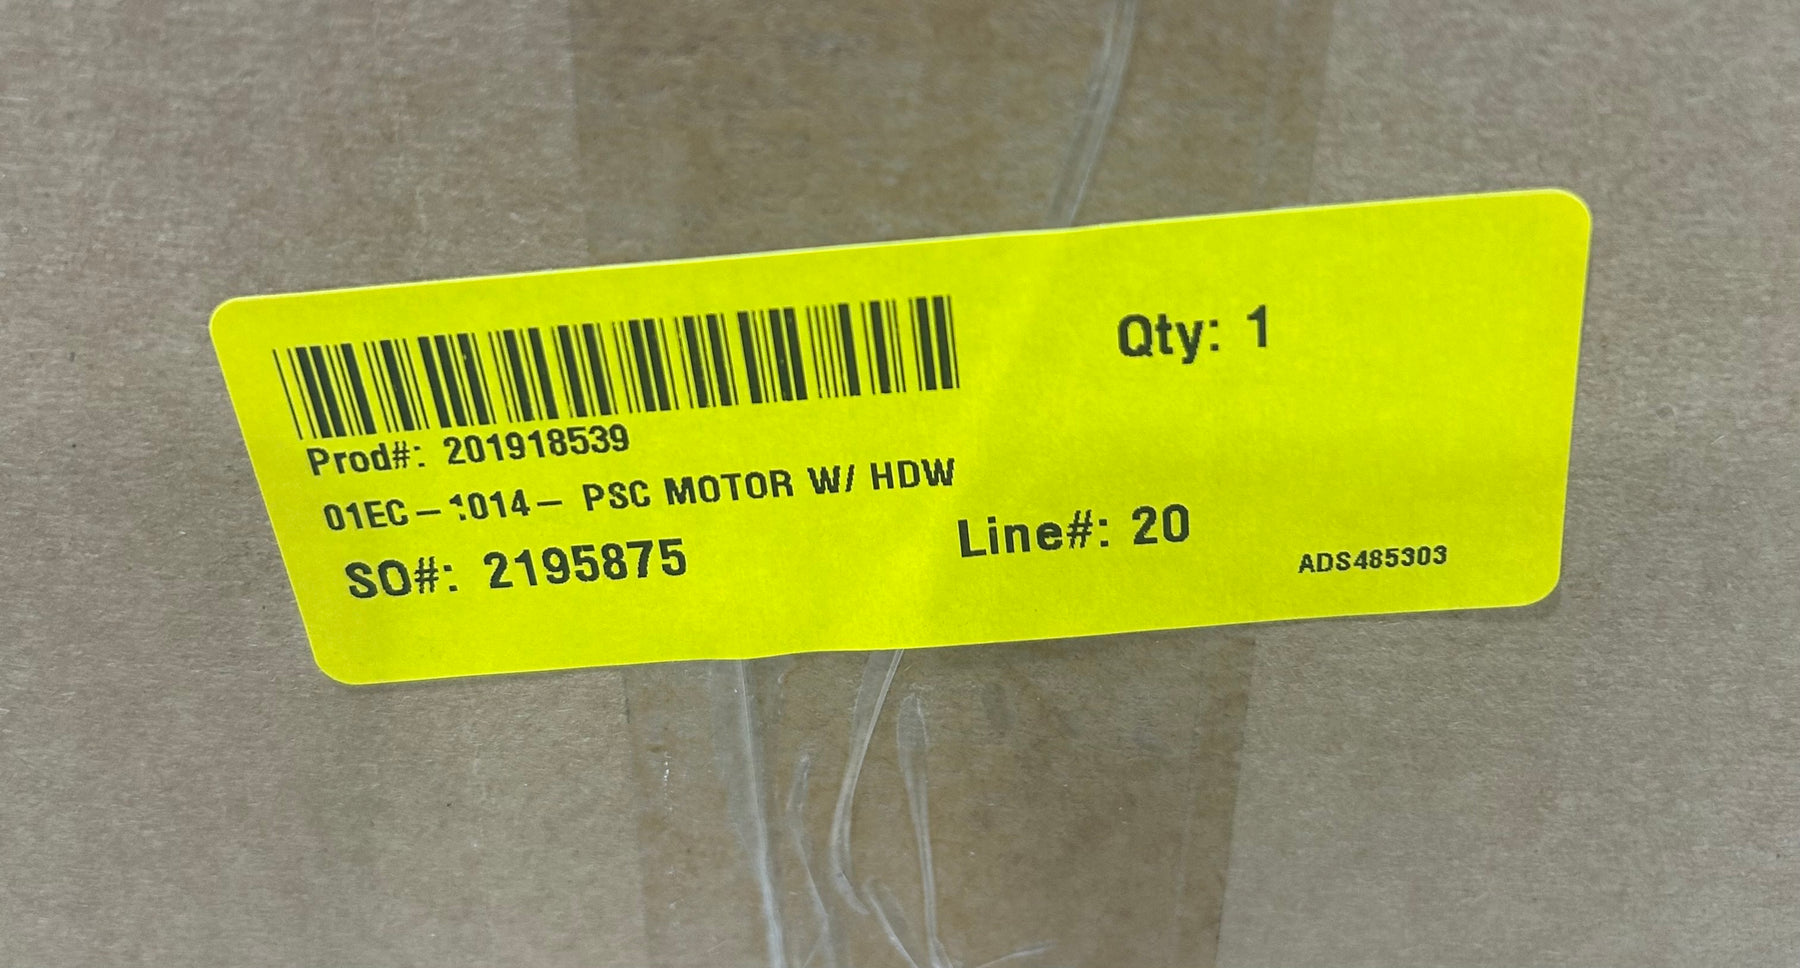 Qty: 1
Prod#: 201918539
01EC-1014- PSC MOTOR W/ HDW
SO#: 2195875
Line#: 20
ADS485303